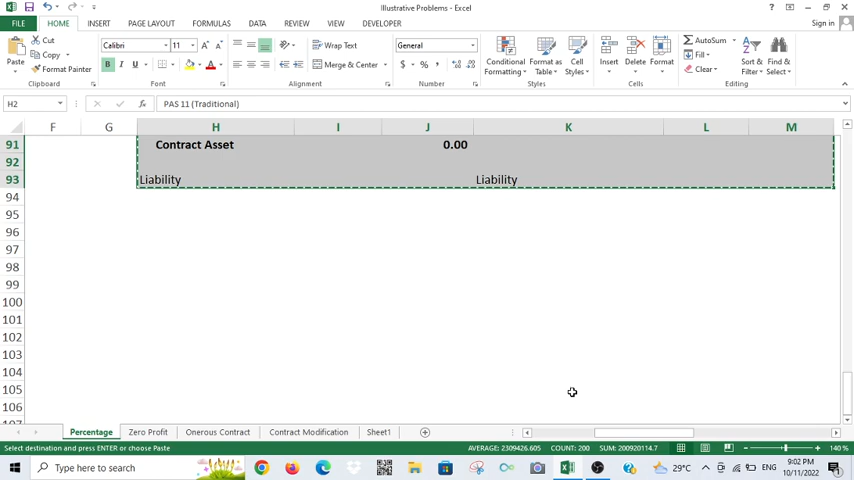 Illustrative Problems - Excel
FILE HOME INSERT PAGE LAYOUT FORMULAS DATA REVIEW VIEW DEVELOPER Sign in
Paste
Cut
Copy
Format Painter
Clipboard
Calibri 11
B I U
Font
Wrap Text
Merge & Center
Alignment
General
$ % ,
Number
Conditional Formatting
Format as Table
Cell Styles
Styles
Insert Delete Format
Cells
AutoSum
Fill
Clear
Sort & Filter
Find & Select
Editing
H2 fx PAS 11 (Traditional)
F G H I J K L M
91 Contract Asset 0.00
92
93 Liability Liability
94
95
96
97
98
99
100
101
102
103
104
105
106
Percentage Zero Profit Onerous Contract Contract Modification Sheet1
Select destination and press ENTER or choose Paste AVERAGE: 2309426.605 COUNT: 200 SUM: 200920114.7 140 %
Type here to search 29°C ENG 9:02 PM
10/11/2022